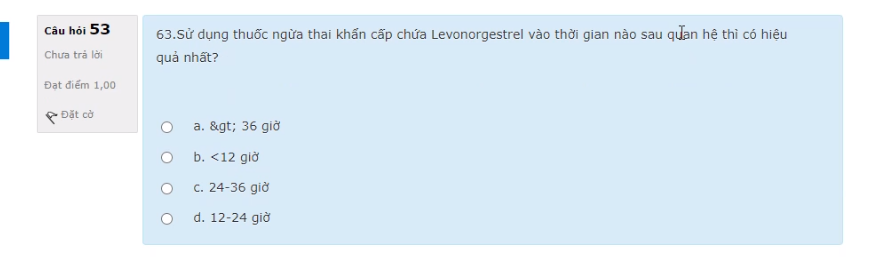 Câu hỏi 53
Chưa trả lời
Đạt điểm 1,00
Đặt cờ
63.Sử dụng thuốc ngừa thai khẩn cấp chứa Levonorgestrel vào thời gian nào sau quan hệ thì có hiệu
quả nhất?
a. &gt; 36 giờ
b. <12 giờ
c. 24-36 giờ
d. 12-24 giờ